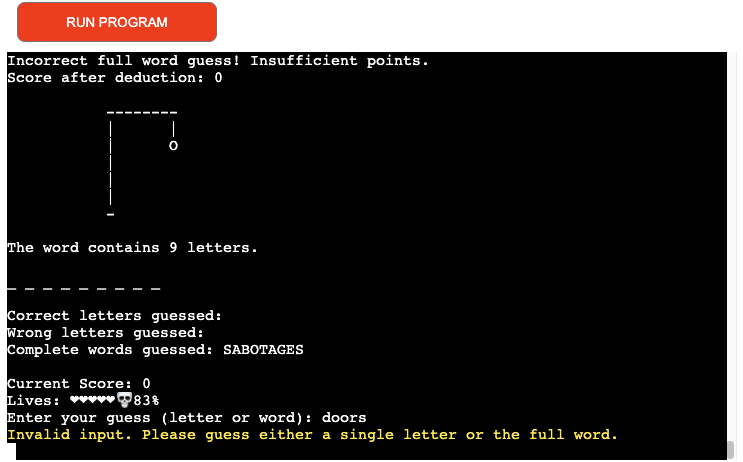 RUN PROGRAM
Incorrect full word guess! Insufficient points.
Score after deduction: 0
--------
|       |
|       O
|
|
|
-
The word contains 9 letters.
_ _ _ _ _ _ _ _ _
Correct letters guessed:
Wrong letters guessed:
Complete words guessed: SABOTAGES
Current Score: 0
Lives: ♥♥♥♥♥💀83%
Enter your guess (letter or word): doors
Invalid input. Please guess either a single letter or the full word.